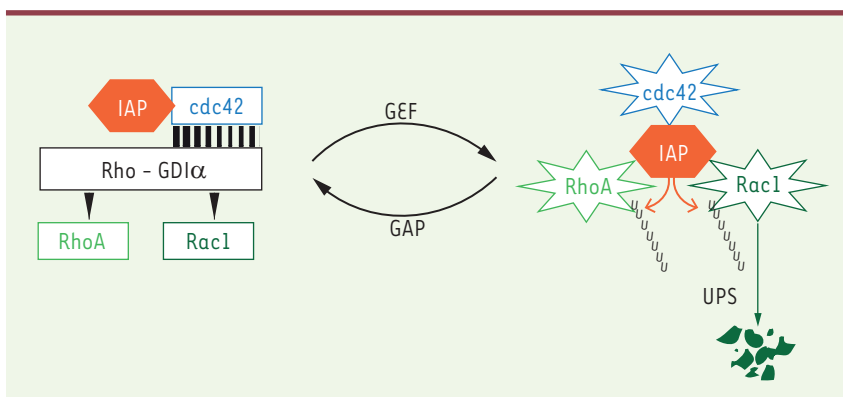 IAP
cdc42
Rho - GDIα
RhoA
Rac1
GEF
GAP
cdc42
IAP
RhoA
Rac1
U U U U U U U
U U U U U U U
UPS